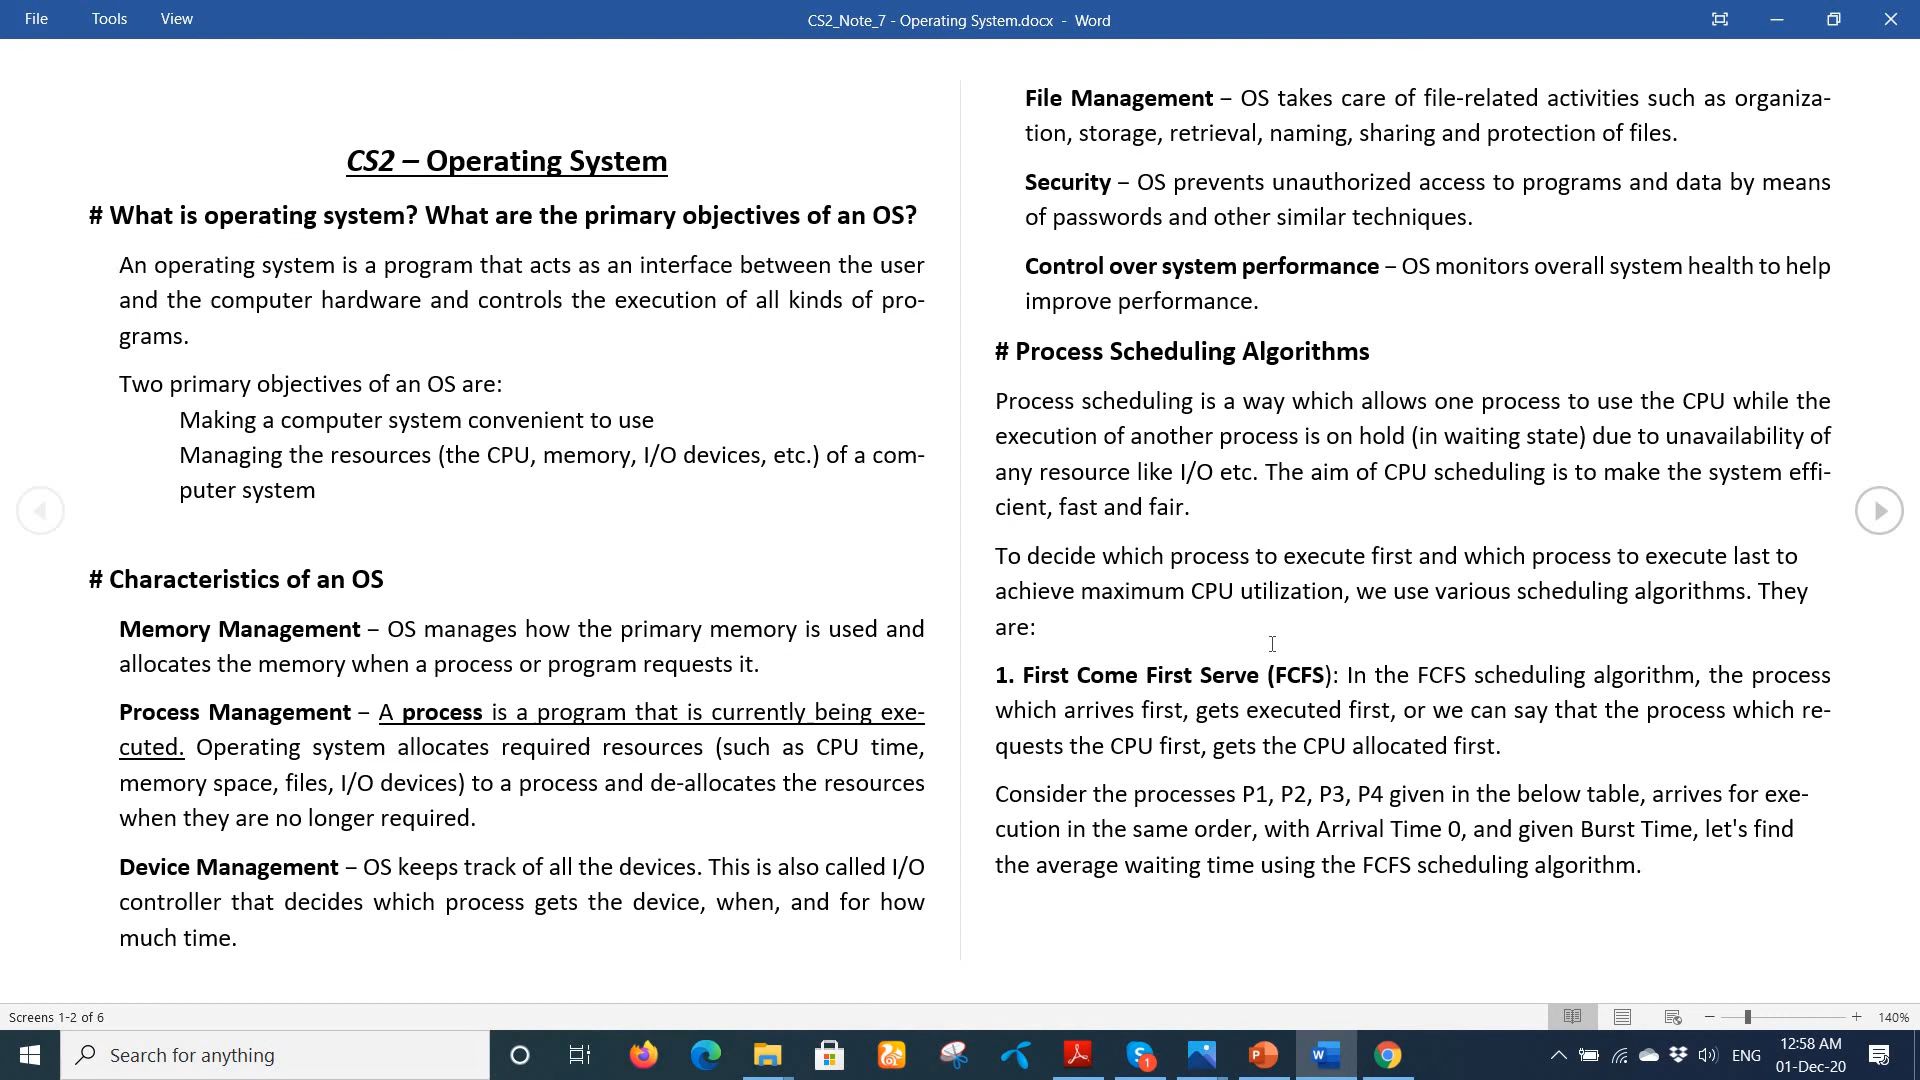 File Tools View
CS2_Note_7 - Operating System.docx - Word
CS2 – Operating System
# What is operating system? What are the primary objectives of an OS?
An operating system is a program that acts as an interface between the user
and the computer hardware and controls the execution of all kinds of pro-
grams.
Two primary objectives of an OS are:
Making a computer system convenient to use
Managing the resources (the CPU, memory, I/O devices, etc.) of a com-
puter system
# Characteristics of an OS
Memory Management – OS manages how the primary memory is used and
allocates the memory when a process or program requests it.
Process Management – A process is a program that is currently being exe-
cuted. Operating system allocates required resources (such as CPU time,
memory space, files, I/O devices) to a process and de-allocates the resources
when they are no longer required.
Device Management – OS keeps track of all the devices. This is also called I/O
controller that decides which process gets the device, when, and for how
much time.
File Management – OS takes care of file-related activities such as organiza-
tion, storage, retrieval, naming, sharing and protection of files.
Security – OS prevents unauthorized access to programs and data by means
of passwords and other similar techniques.
Control over system performance – OS monitors overall system health to help
improve performance.
# Process Scheduling Algorithms
Process scheduling is a way which allows one process to use the CPU while the
execution of another process is on hold (in waiting state) due to unavailability of
any resource like I/O etc. The aim of CPU scheduling is to make the system effi-
cient, fast and fair.
To decide which process to execute first and which process to execute last to
achieve maximum CPU utilization, we use various scheduling algorithms. They
are:
1. First Come First Serve (FCFS): In the FCFS scheduling algorithm, the process
which arrives first, gets executed first, or we can say that the process which re-
quests the CPU first, gets the CPU allocated first.
Consider the processes P1, P2, P3, P4 given in the below table, arrives for exe-
cution in the same order, with Arrival Time 0, and given Burst Time, let's find
the average waiting time using the FCFS scheduling algorithm.
Screens 1-2 of 6
140%
Search for anything
1
P
W
ENG
12:58 AM
01-Dec-20